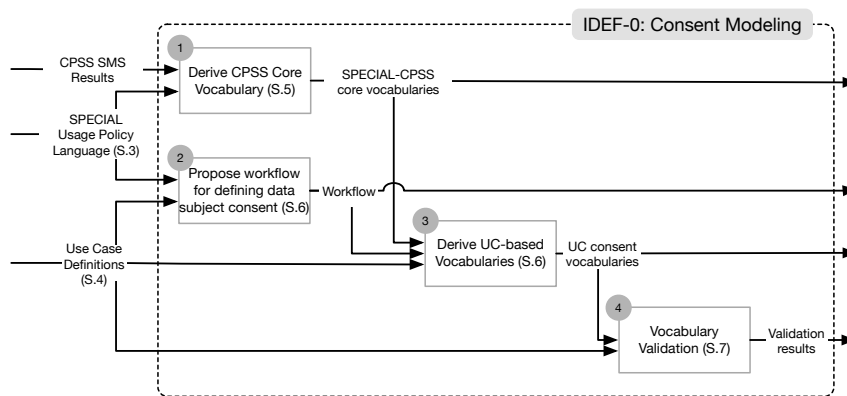 IDEF-0: Consent Modeling
1
CPSS SMS
Results
Derive CPSS Core
Vocabulary (S.5)
SPECIAL-CPSS
core vocabularies
SPECIAL
Usage Policy
Language (S.3)
2
Propose workflow
for defining data
subject consent (S.6)
Workflow
3
Derive UC-based
Vocabularies (S.6)
UC consent
vocabularies
Use Case
Definitions
(S.4)
4
Vocabulary
Validation (S.7)
Validation
results